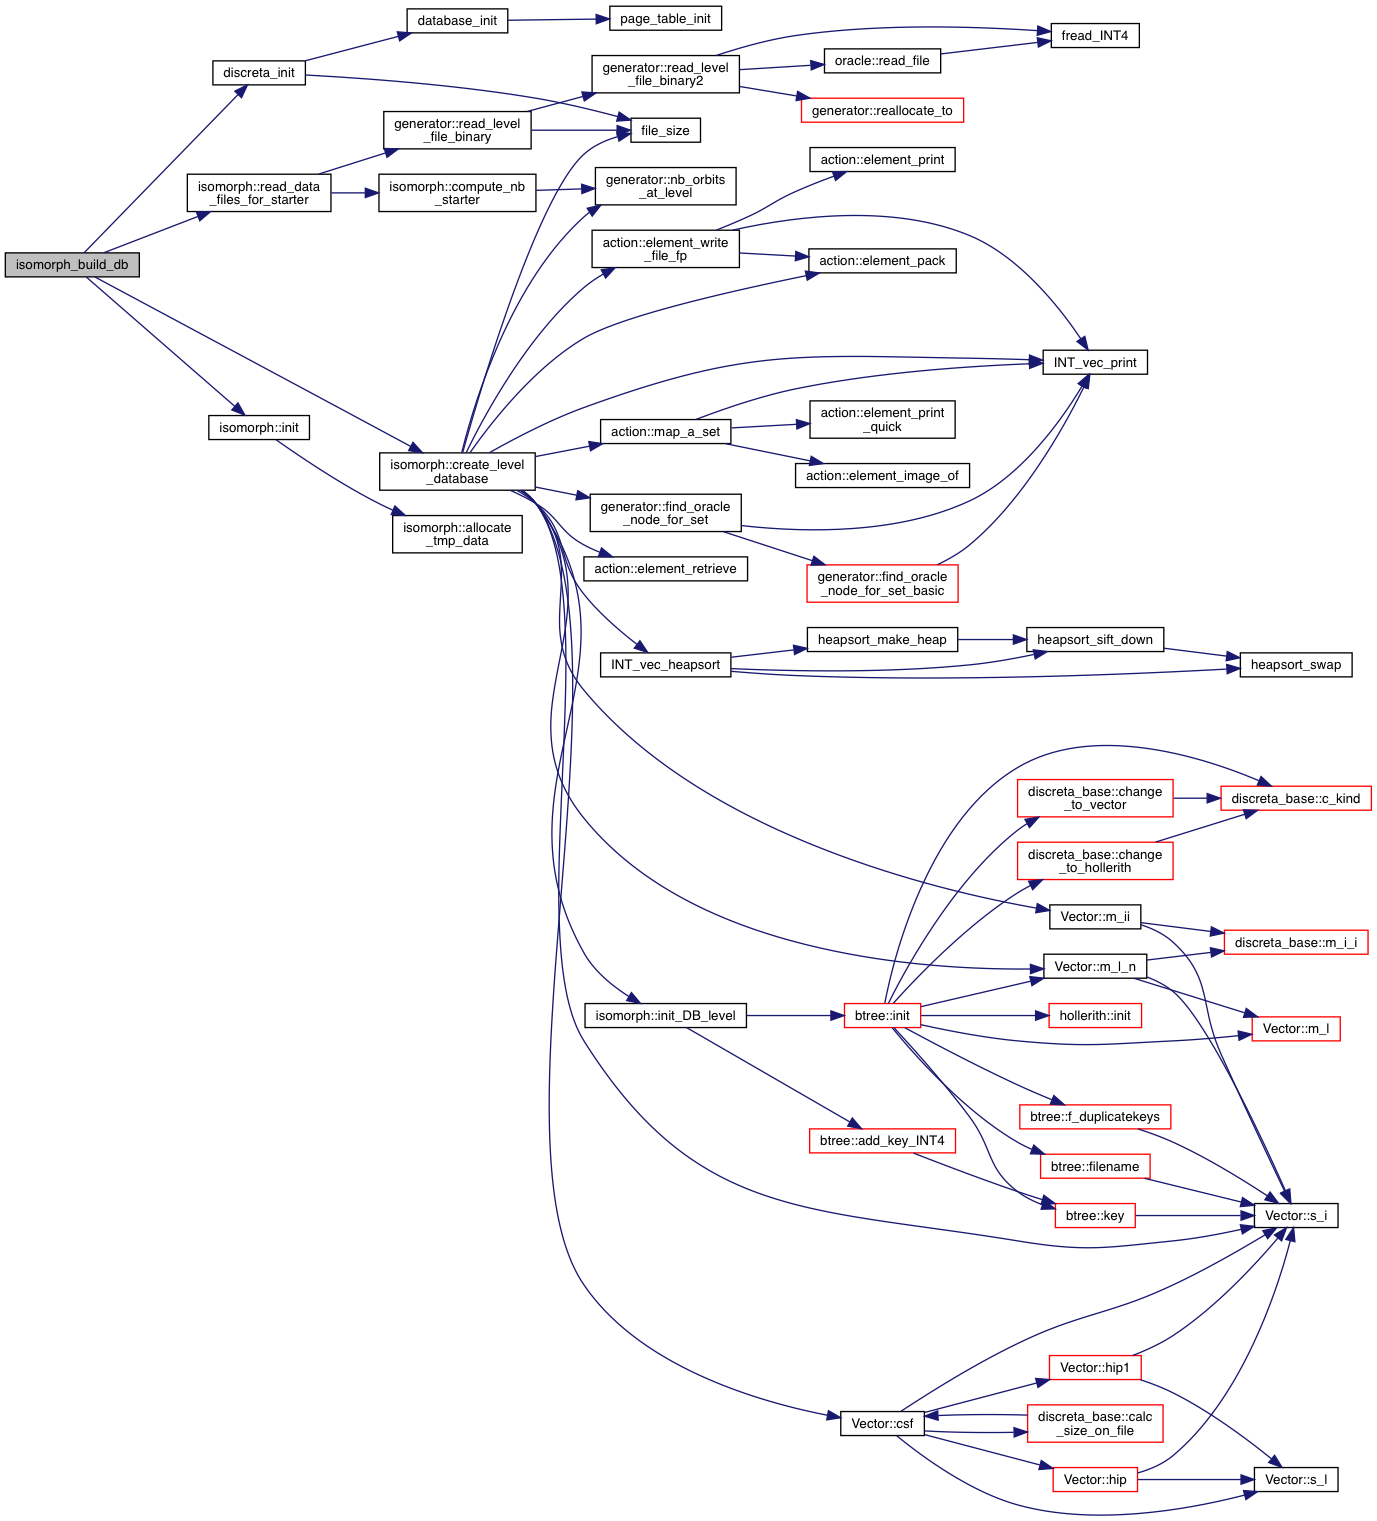 database_init
page_table_init
fread_INT4
discreta_init
generator::read_level
_file_binary2
oracle::read_file
generator::reallocate_to
generator::read_level
_file_binary
file_size
action::element_print
isomorph::read_data
_files_for_starter
isomorph::compute_nb
_starter
generator::nb_orbits
_at_level
isomorph_build_db
action::element_write
_file_fp
action::element_pack
INT_vec_print
isomorph::init
action::map_a_set
action::element_print
_quick
isomorph::create_level
_database
action::element_image_of
generator::find_oracle
_node_for_set
isomorph::allocate
_tmp_data
action::element_retrieve
generator::find_oracle
_node_for_set_basic
INT_vec_heapsort
heapsort_make_heap
heapsort_sift_down
heapsort_swap
discreta_base::change
_to_vector
discreta_base::c_kind
discreta_base::change
_to_hollerith
Vector::m_ii
discreta_base::m_i_i
Vector::m_l_n
isomorph::init_DB_level
btree::init
hollerith::init
Vector::m_l
btree::f_duplicatekeys
btree::add_key_INT4
btree::filename
btree::key
Vector::s_i
Vector::hip1
Vector::csf
discreta_base::calc
_size_on_file
Vector::hip
Vector::s_l